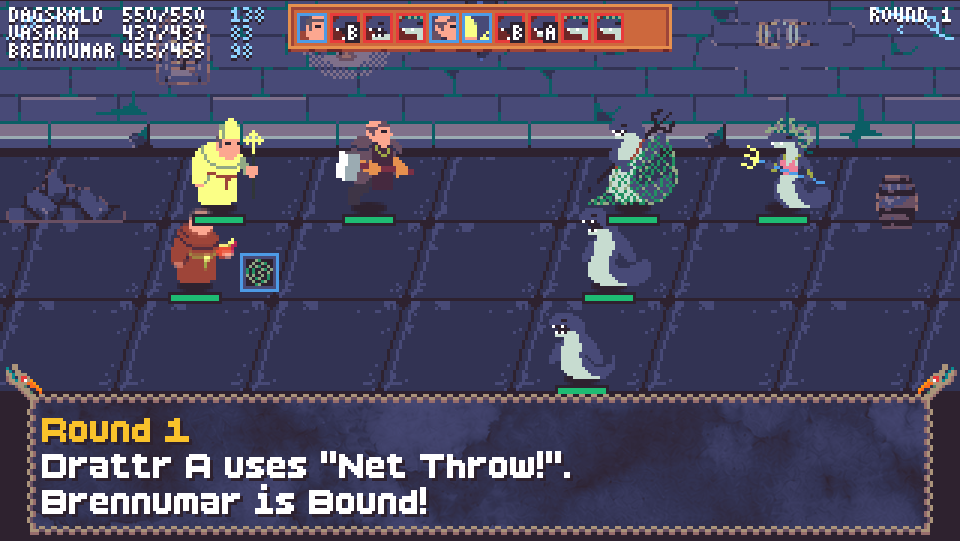 DAGSKALD 550/550 138
VASARA 437/437 83
BRENNUMAR 455/455 98
B
B
A
ROUND 1
Round 1
Drattr A uses "Net Throw!".
Brennumar is Bound!